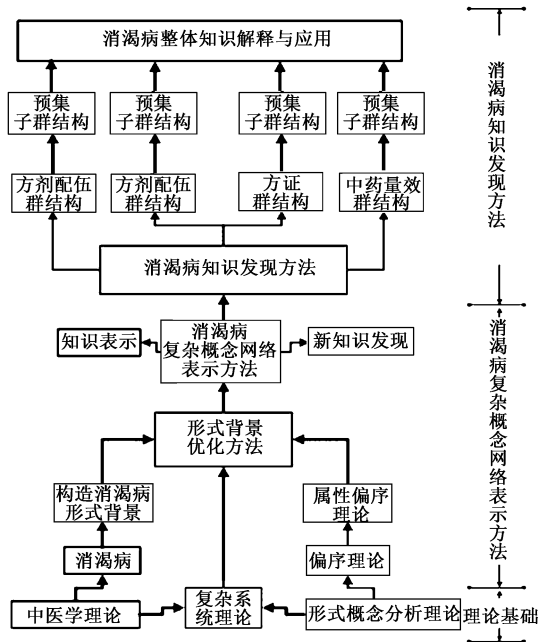 消渴病整体知识解释与应用
预集
子群结构
预集
子群结构
预集
子群结构
预集
子群结构
方剂配伍
群结构
方剂配伍
群结构
方证
群结构
中药量效
群结构
消渴病知识发现方法
知识表示
消渴病
复杂概念网络
表示方法
新知识发现
形式背景
优化方法
构造消渴病
形式背景
属性偏序
理论
消渴病
偏序理论
中医学理论
复杂系
统理论
形式概念分析理论
消渴病知识发现方法
消渴病复杂概念网络表示方法
理论基础